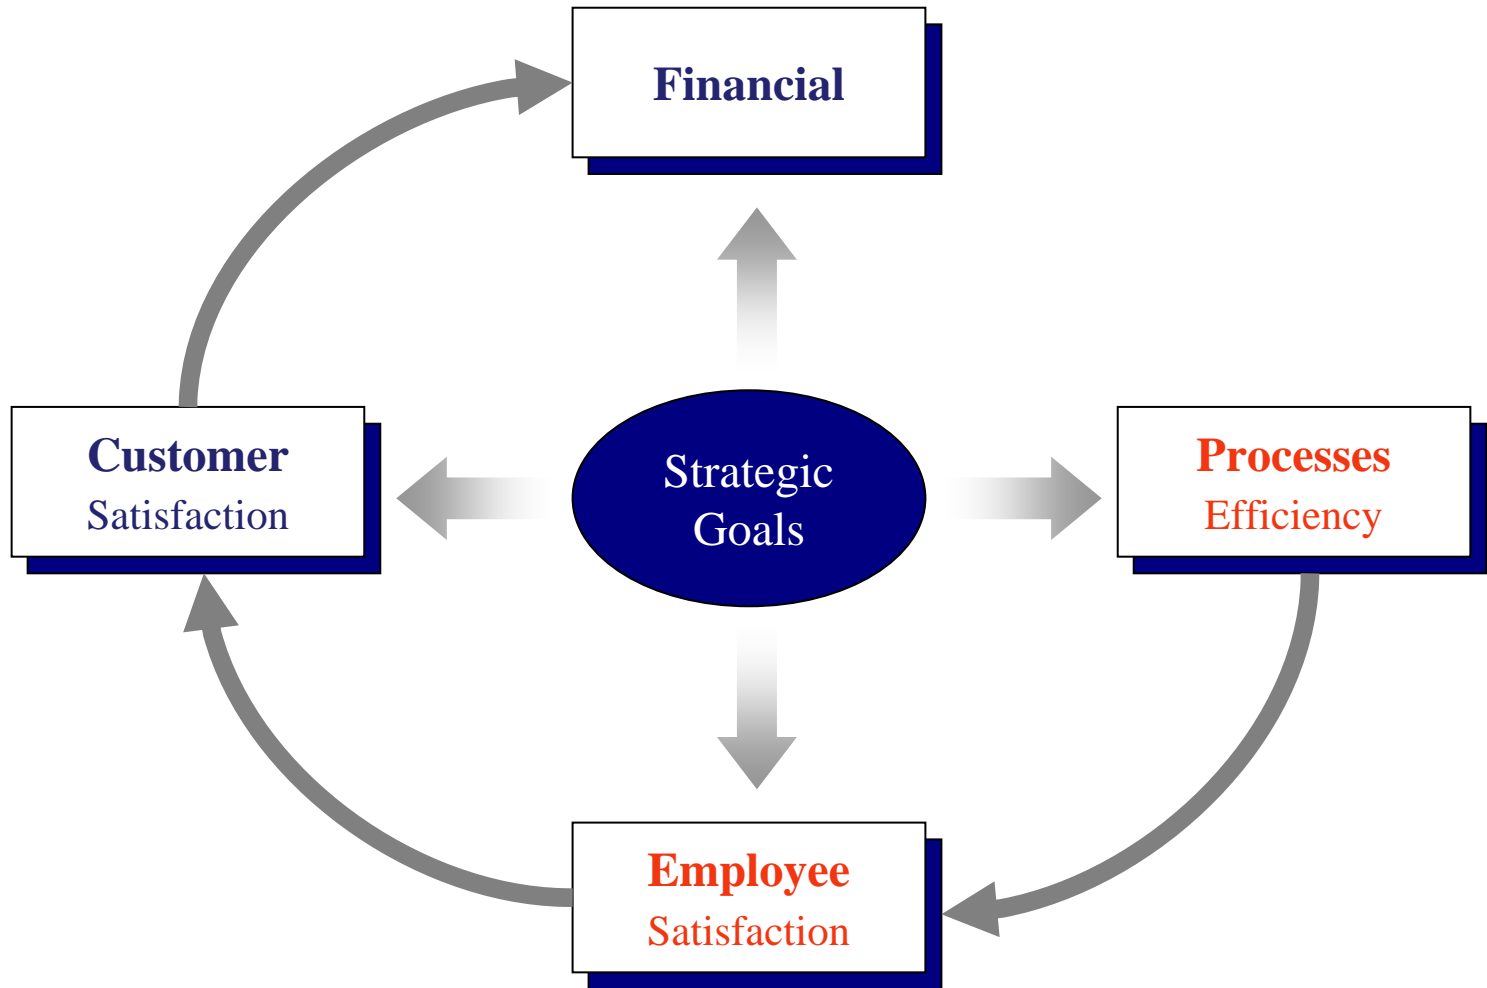 Financial
Customer
Satisfaction
Strategic
Goals
Processes
Efficiency
Employee
Satisfaction